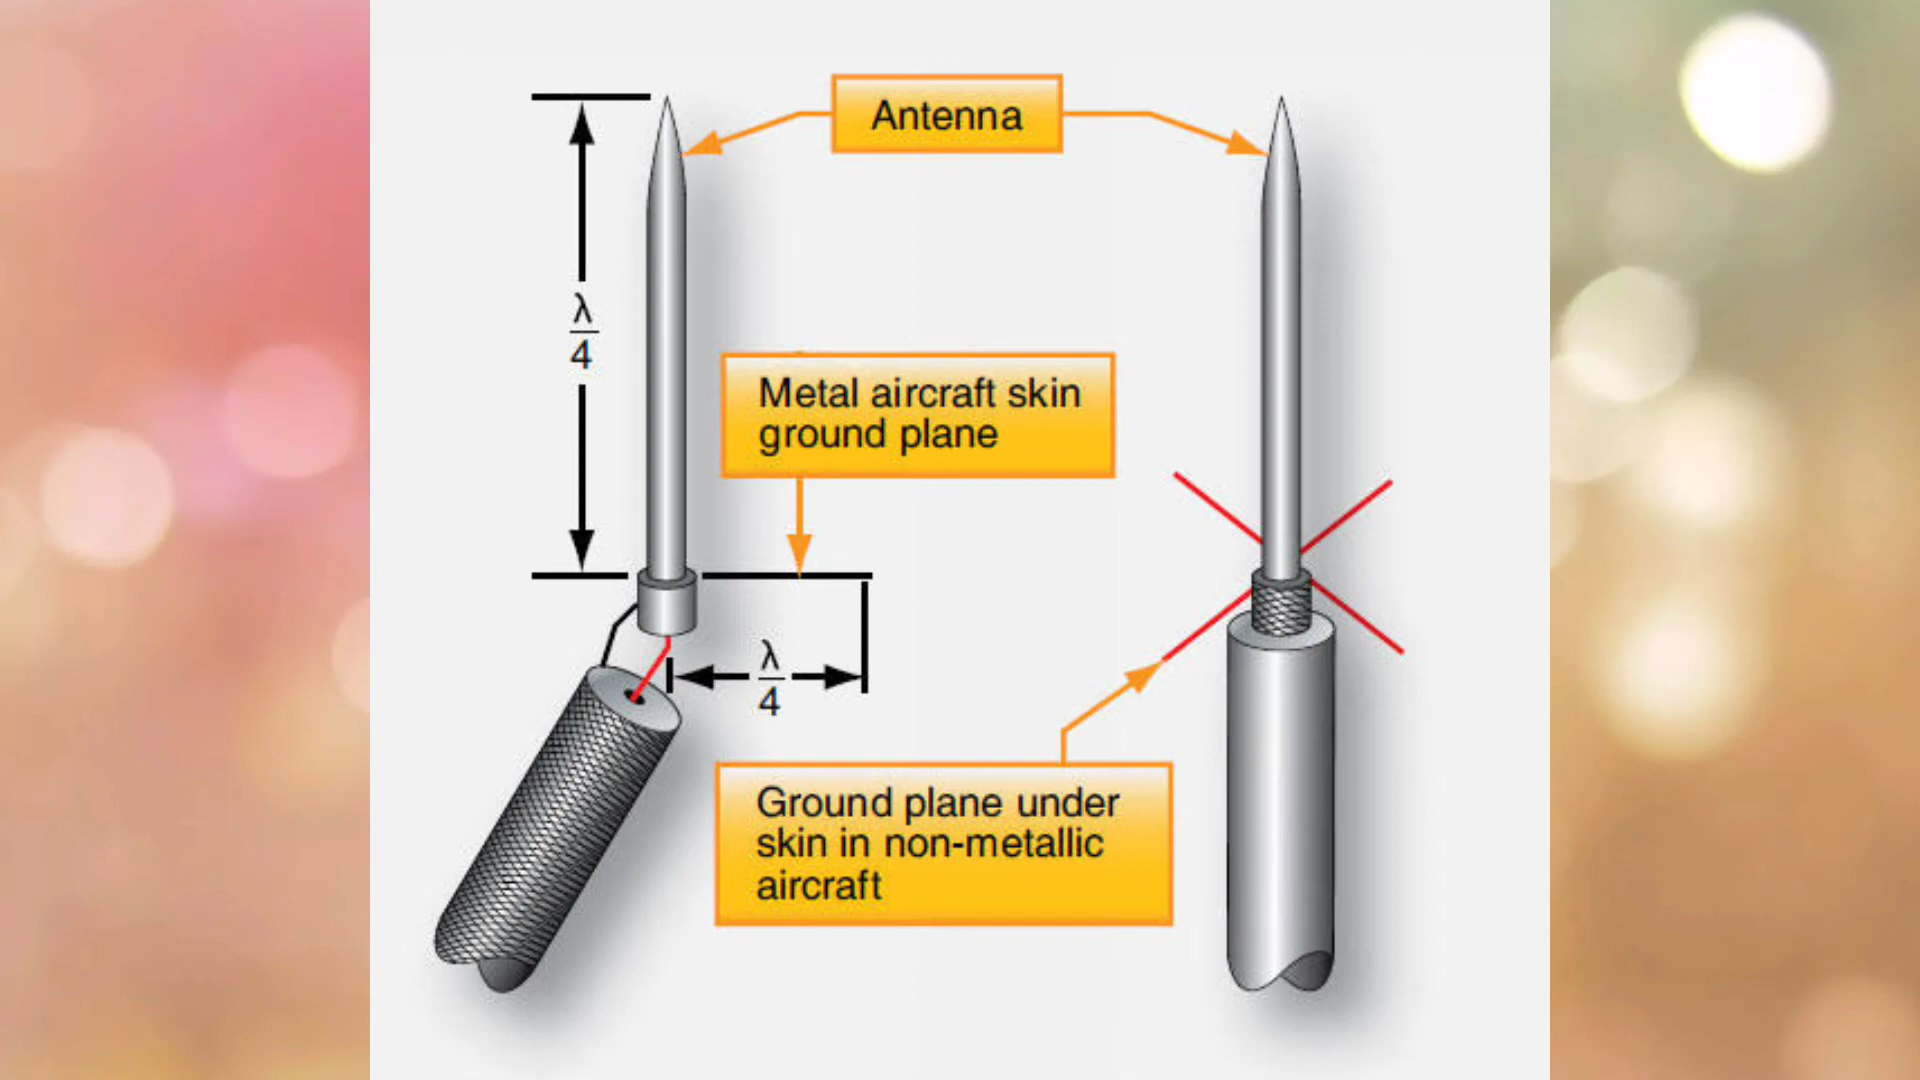 Antenna
λ
4
Metal aircraft skin
ground plane
λ
4
Ground plane under
skin in non-metallic
aircraft